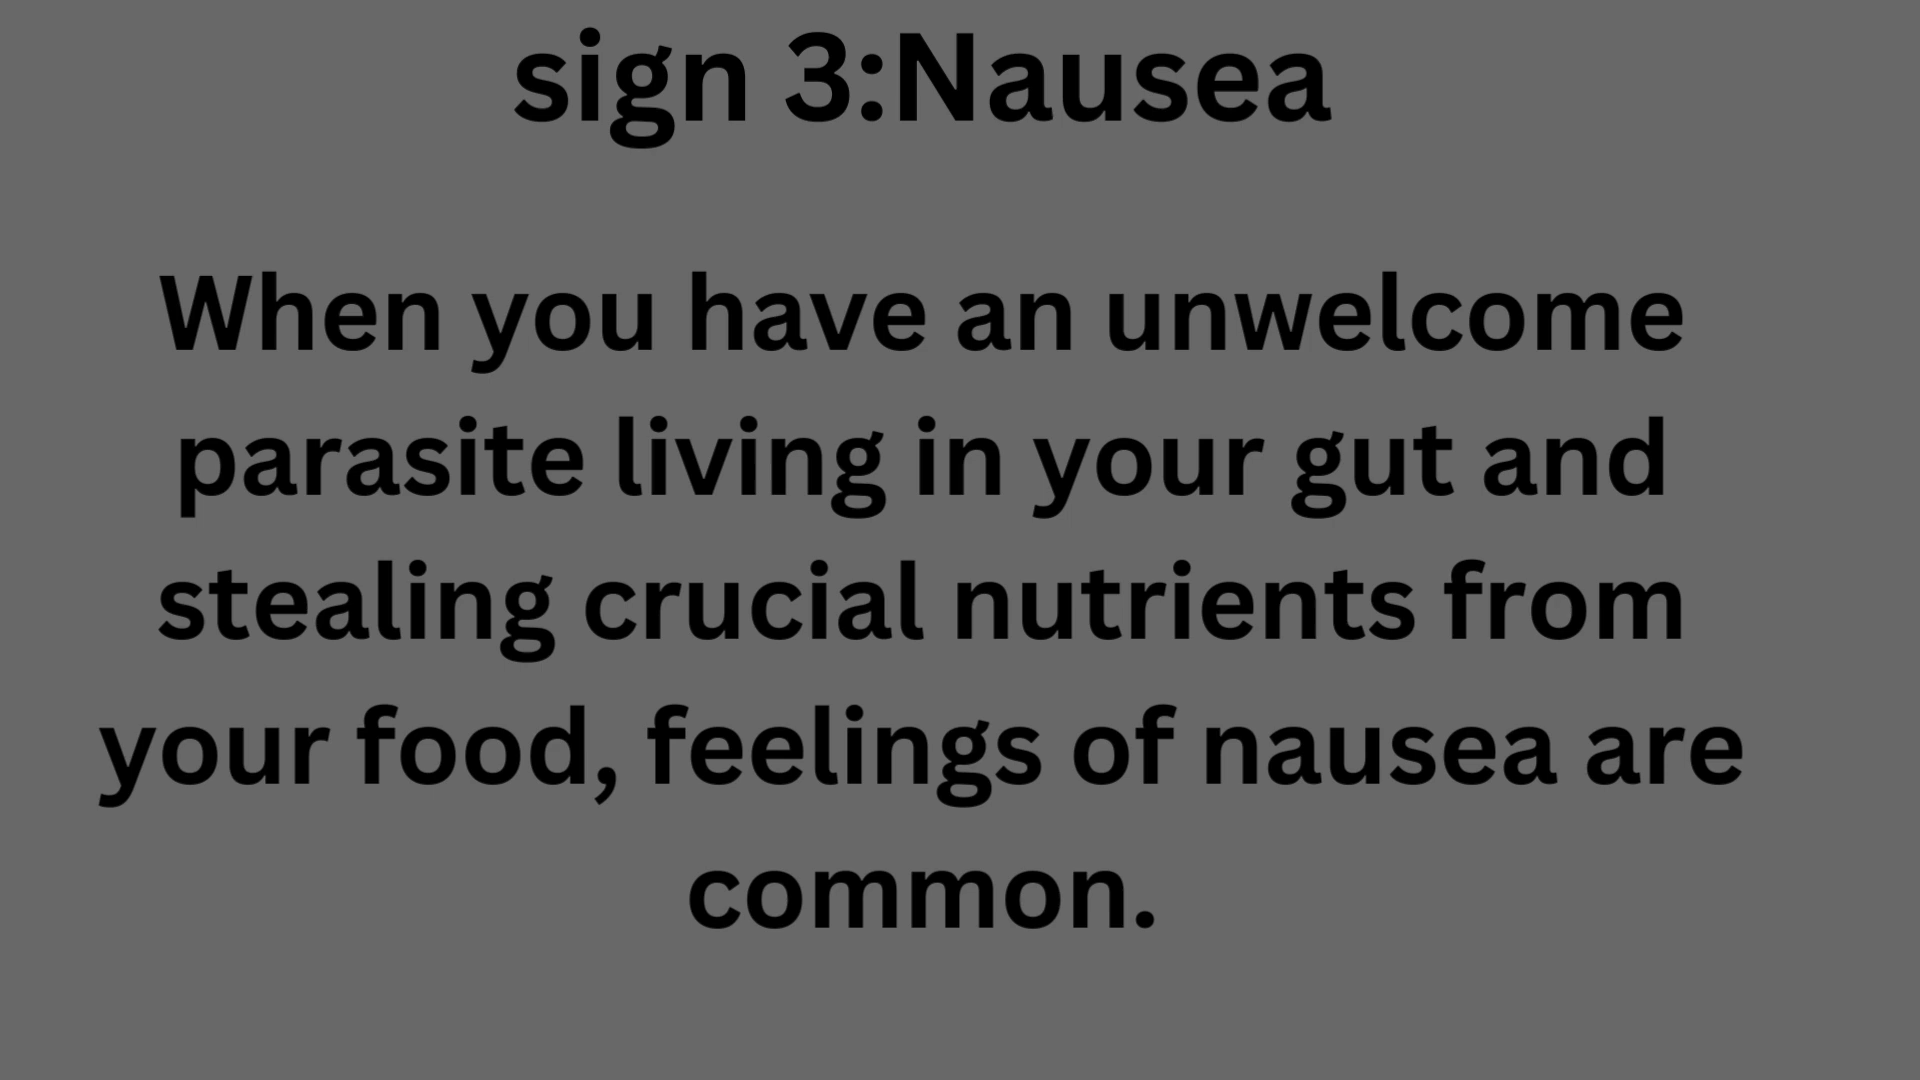 sign 3:Nausea
When you have an unwelcome
parasite living in your gut and
stealing crucial nutrients from
your food, feelings of nausea are
common.